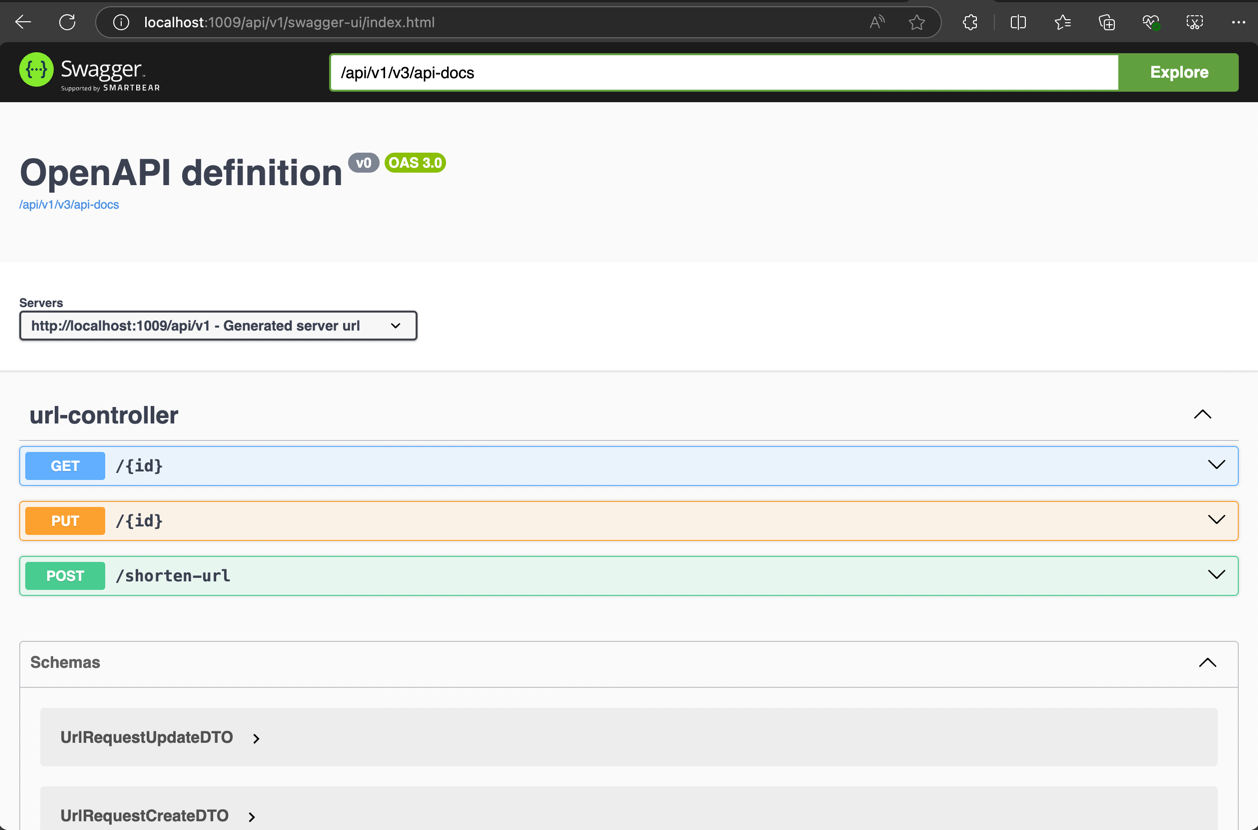 localhost:1009/api/v1/swagger-ui/index.html
Swagger.
Supported by SMARTBEAR
/api/v1/v3/api-docs
Explore
OpenAPI definition v0 OAS 3.0
/api/v1/v3/api-docs
Servers
http://localhost:1009/api/v1 - Generated server url
url-controller
GET /{id}
PUT /{id}
POST /shorten-url
Schemas
UrlRequestUpdateDTO
UrlRequestCreateDTO